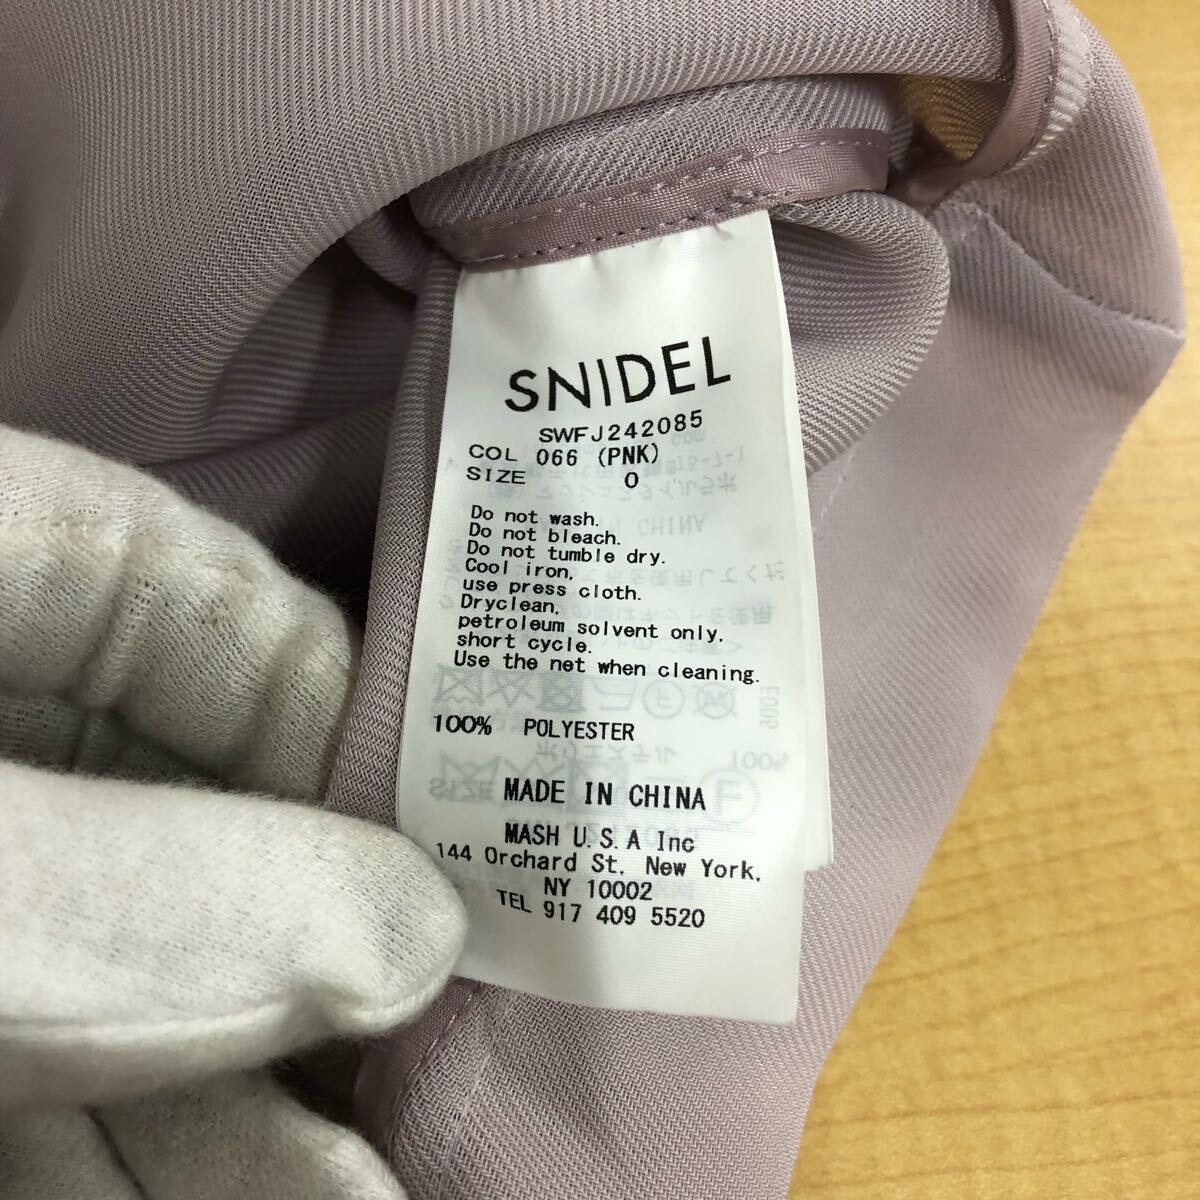 SNIDEL
SWFJ242085
COL 066 (PNK)
SIZE 0
Do not wash.
Do not bleach.
Do not tumble dry.
Cool iron,
use press cloth.
Dryclean,
petroleum solvent only,
short cycle.
Use the net when cleaning.
100% POLYESTER
MADE IN CHINA
MASH U.S.A Inc
144 Orchard St. New York,
NY 10002
TEL 917 409 5520